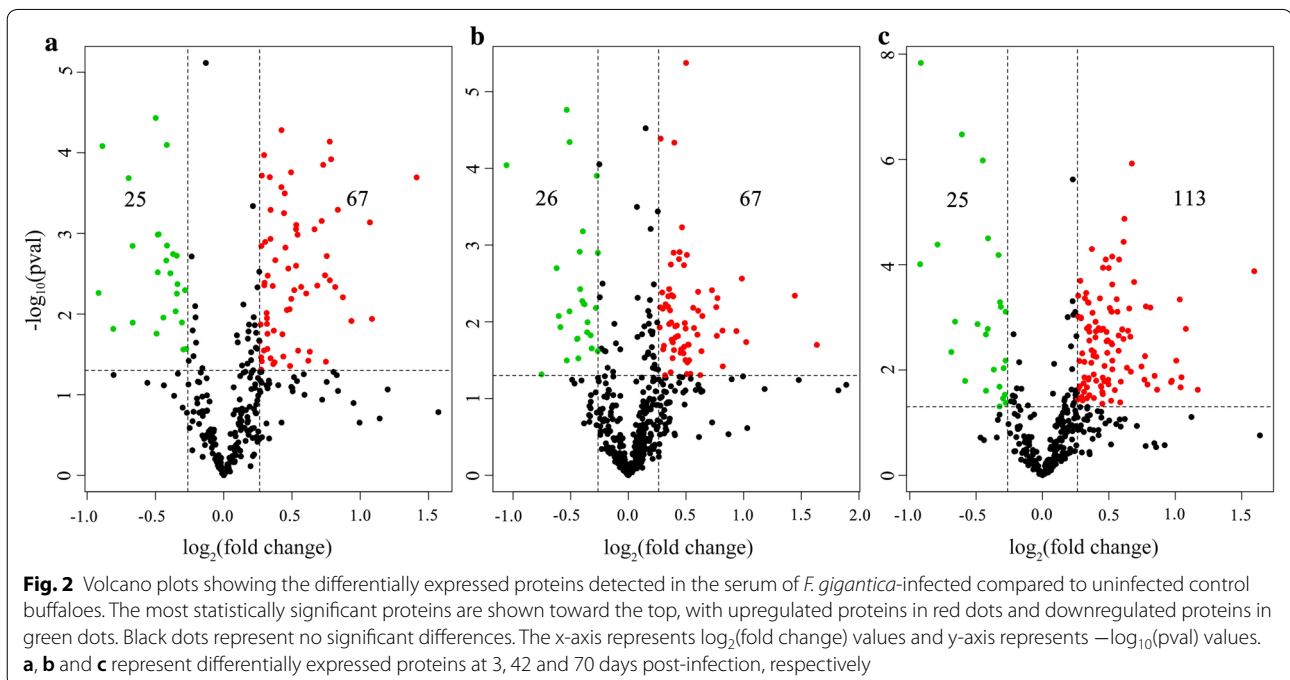 a
b
c
5
4
3
2
1
0
-log10(pval)
25
67
-1.0 -0.5 0.0 0.5 1.0 1.5
log2(fold change)
5
4
3
2
1
0
26
67
-1.0 -0.5 0.0 0.5 1.0 1.5 2.0
log2(fold change)
8
6
4
2
0
25
113
-1.0 -0.5 0.0 0.5 1.0 1.5
log2(fold change)
Fig. 2 Volcano plots showing the differentially expressed proteins detected in the serum of F. gigantica-infected compared to uninfected control
buffaloes. The most statistically significant proteins are shown toward the top, with upregulated proteins in red dots and downregulated proteins in
green dots. Black dots represent no significant differences. The x-axis represents log2(fold change) values and y-axis represents −log10(pval) values.
a, b and c represent differentially expressed proteins at 3, 42 and 70 days post-infection, respectively